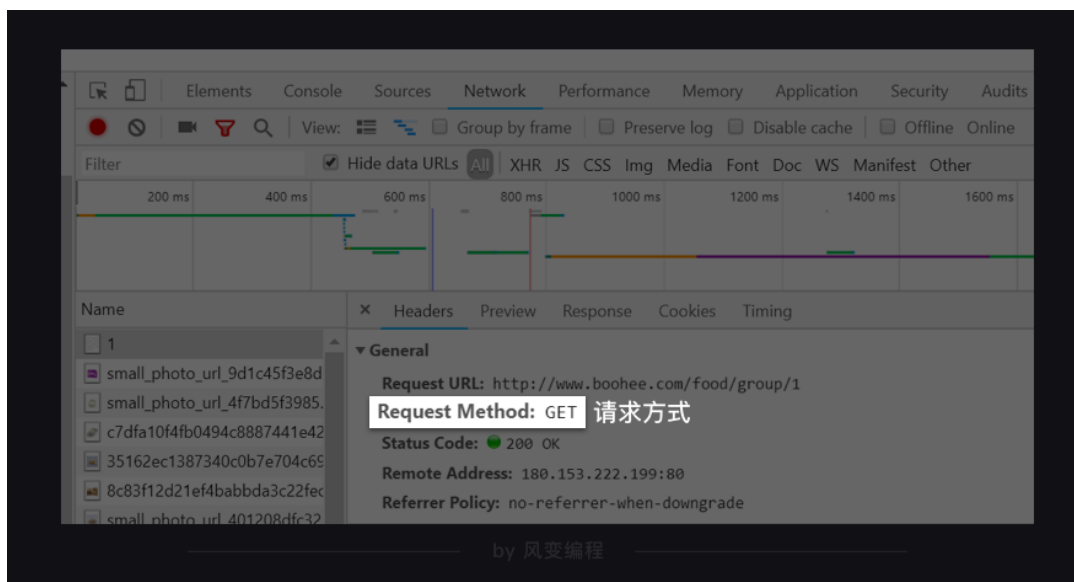 Elements Console Sources Network Performance Memory Application Security Audits
View: Group by frame Preserve log Disable cache Offline Online
Filter Hide data URLs All XHR JS CSS Img Media Font Doc WS Manifest Other
200 ms 400 ms 600 ms 800 ms 1000 ms 1200 ms 1400 ms 1600 ms
Name × Headers Preview Response Cookies Timing
1
General
small_photo_url_9d1c45f3e8d
Request URL: http://www.boohee.com/food/group/1
small_photo_url_4f7bd5f3985.
Request Method: GET 请求方式
c7dfa10f4fb0494c8887441e42
Status Code: 200 OK
35162ec1387340c0b7e704c69
Remote Address: 180.153.222.199:80
8c83f12d21ef4babbda3c22fec
Referrer Policy: no-referrer-when-downgrade
small_photo_url_401208dfc32
by 风变编程